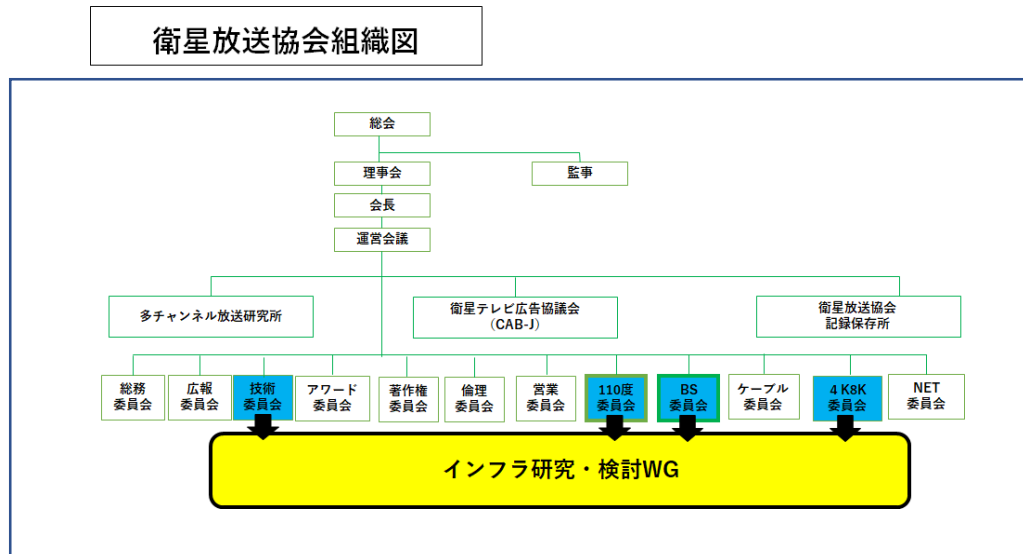 衛星放送協会組織図
総会
理事会
監事
会長
運営会議
多チャンネル放送研究所
衛星テレビ広告協議会
（CAB-J）
衛星放送協会
記録保存所
総務
委員会
広報
委員会
技術
委員会
アワード
委員会
著作権
委員会
倫理
委員会
営業
委員会
110度
委員会
BS
委員会
ケーブル
委員会
４K8K
委員会
NET
委員会
インフラ研究・検討WG